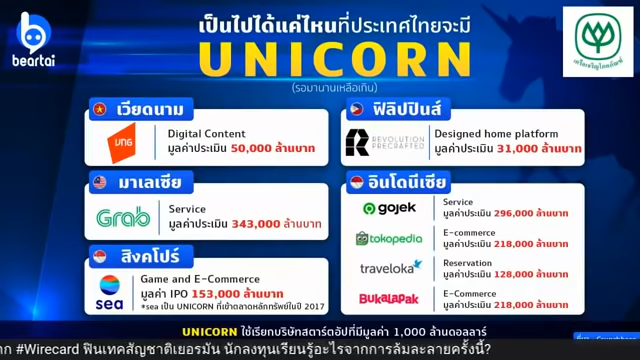 beartai
เป็นไปได้แค่ไหนที่ประเทศไทยจะมี
UNICORN
(รอมานานเหลือเกิน)
เครือเจริญโภคภัณฑ์
เวียดนาม
VNG
Digital Content
มูลค่าประเมิน 50,000 ล้านบาท
ฟิลิปปินส์
REVOLUTION
PRECRAFTED
Designed home platform
มูลค่าประเมิน 31,000 ล้านบาท
มาเลเซีย
Grab
Service
มูลค่าประเมิน 343,000 ล้านบาท
อินโดนีเซีย
gojek
Service
มูลค่าประเมิน 296,000 ล้านบาท
tokopedia
E-commerce
มูลค่าประเมิน 218,000 ล้านบาท
traveloka
Reservation
มูลค่าประเมิน 128,000 ล้านบาท
BukaLapak
E-Commerce
มูลค่าประเมิน 218,000 ล้านบาท
สิงคโปร์
sea
Game and E-Commerce
มูลค่า IPO 153,000 ล้านบาท
*sea เป็น UNICORN ที่เข้าตลาดหลักทรัพย์ในปี 2017
UNICORN ใช้เรียกบริษัทสตาร์ตอัปที่มีมูลค่า 1,000 ล้านดอลลาร์
าก #Wirecard ฟินเทคสัญชาติเยอรมัน นักลงทุนเรียนรู้อะไรจากการล้มละลายครั้งนี้?